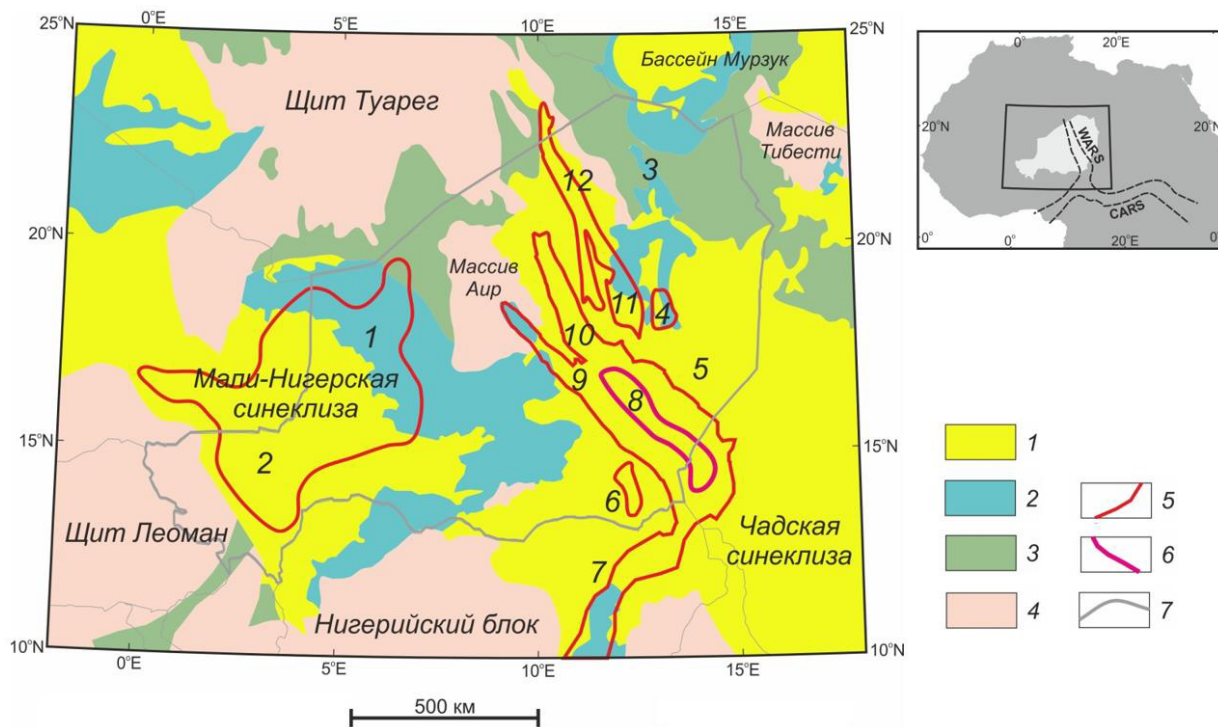 25°N
0°
5°E
10°E
15°E
25°N
Бассейн Мурзук
Щит Туарег
Массив
Тибести
3
12
20°N
20°N
Массив
Аир
11
4
1
10
5
9
Мали-Нигерская
синеклиза
8
15°N
15°N
2
6
Щит Леоман
Чадская
синеклиза
7
Нигерийский блок
10°N
10°N
0°E
5°E
10°E
15°E
500 км
0°
20°E
20°N
20°N
WARS
CARS
0°
0°
20°E
0°
1
2
3
4
5
6
7